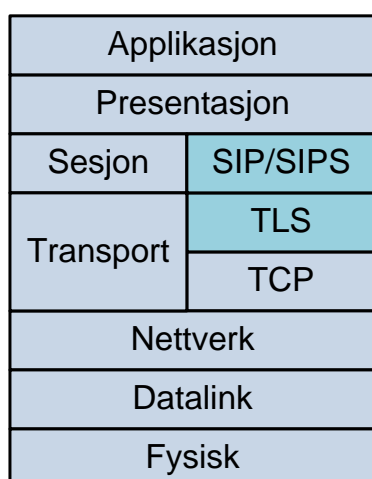 Applikasjon
Presentasjon
Sesjon
SIP/SIPS
Transport
TLS
TCP
Nettverk
Datalink
Fysisk